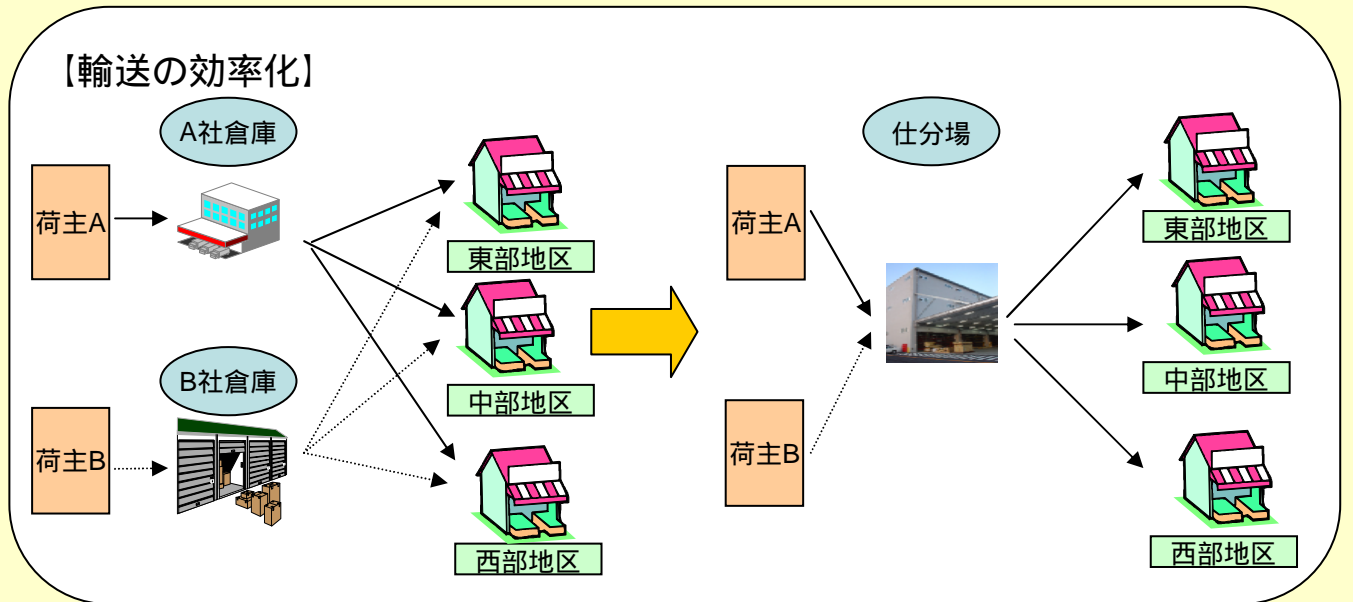 【輸送の効率化】
A社倉庫
荷主A
東部地区
中部地区
B社倉庫
荷主B
西部地区
仕分場
荷主A
東部地区
中部地区
荷主B
西部地区